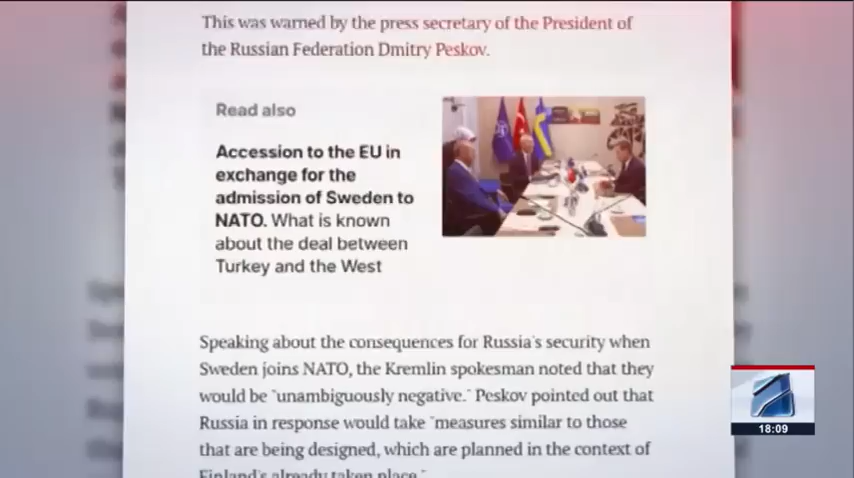 This was warned by the press secretary of the President of
the Russian Federation Dmitry Peskov.
Read also
Accession to the EU in
exchange for the
admission of Sweden to
NATO. What is known
about the deal between
Turkey and the West
Speaking about the consequences for Russia's security when
Sweden joins NATO, the Kremlin spokesman noted that they
would be "unambiguously negative." Peskov pointed out that
Russia in response would take "measures similar to those
that are being designed, which are planned in the context of
Finland's already taken place."
18:09